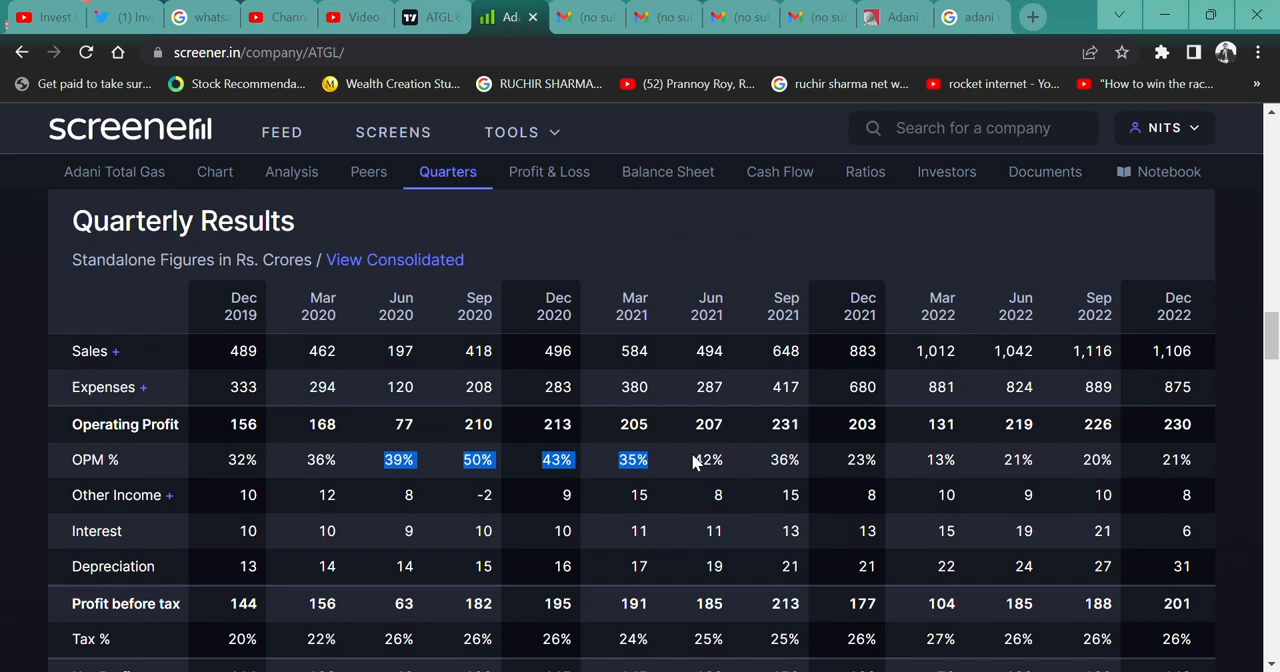 Invest
(1) Inv
whats
Chann
Video
ATGL 6
Ad
(no su
(no su
(no su
(no su
Adani
adani
screener.in/company/ATGL/
Get paid to take sur... Stock Recommenda... Wealth Creation Stu... RUCHIR SHARMA... (52) Prannoy Roy, R... ruchir sharma net w... rocket internet - Yo... "How to win the rac... »
screener FEED SCREENS TOOLS Search for a company NITS
Adani Total Gas Chart Analysis Peers Quarters Profit & Loss Balance Sheet Cash Flow Ratios Investors Documents Notebook
Quarterly Results
Standalone Figures in Rs. Crores / View Consolidated
Dec Mar Jun Sep Dec Mar Jun Sep Dec Mar Jun Sep Dec
2019 2020 2020 2020 2020 2021 2021 2021 2021 2022 2022 2022 2022
Sales + 489 462 197 418 496 584 494 648 883 1,012 1,042 1,116 1,106
Expenses + 333 294 120 208 283 380 287 417 680 881 824 889 875
Operating Profit 156 168 77 210 213 205 207 231 203 131 219 226 230
OPM % 32% 36% 39% 50% 43% 35% 42% 36% 23% 13% 21% 20% 21%
Other Income + 10 12 8 -2 9 15 8 15 8 10 9 10 8
Interest 10 10 9 10 10 11 11 13 13 15 19 21 6
Depreciation 13 14 14 15 16 17 19 21 21 22 24 27 31
Profit before tax 144 156 63 182 195 191 185 213 177 104 185 188 201
Tax % 20% 22% 26% 26% 26% 24% 25% 25% 26% 27% 26% 26% 26%